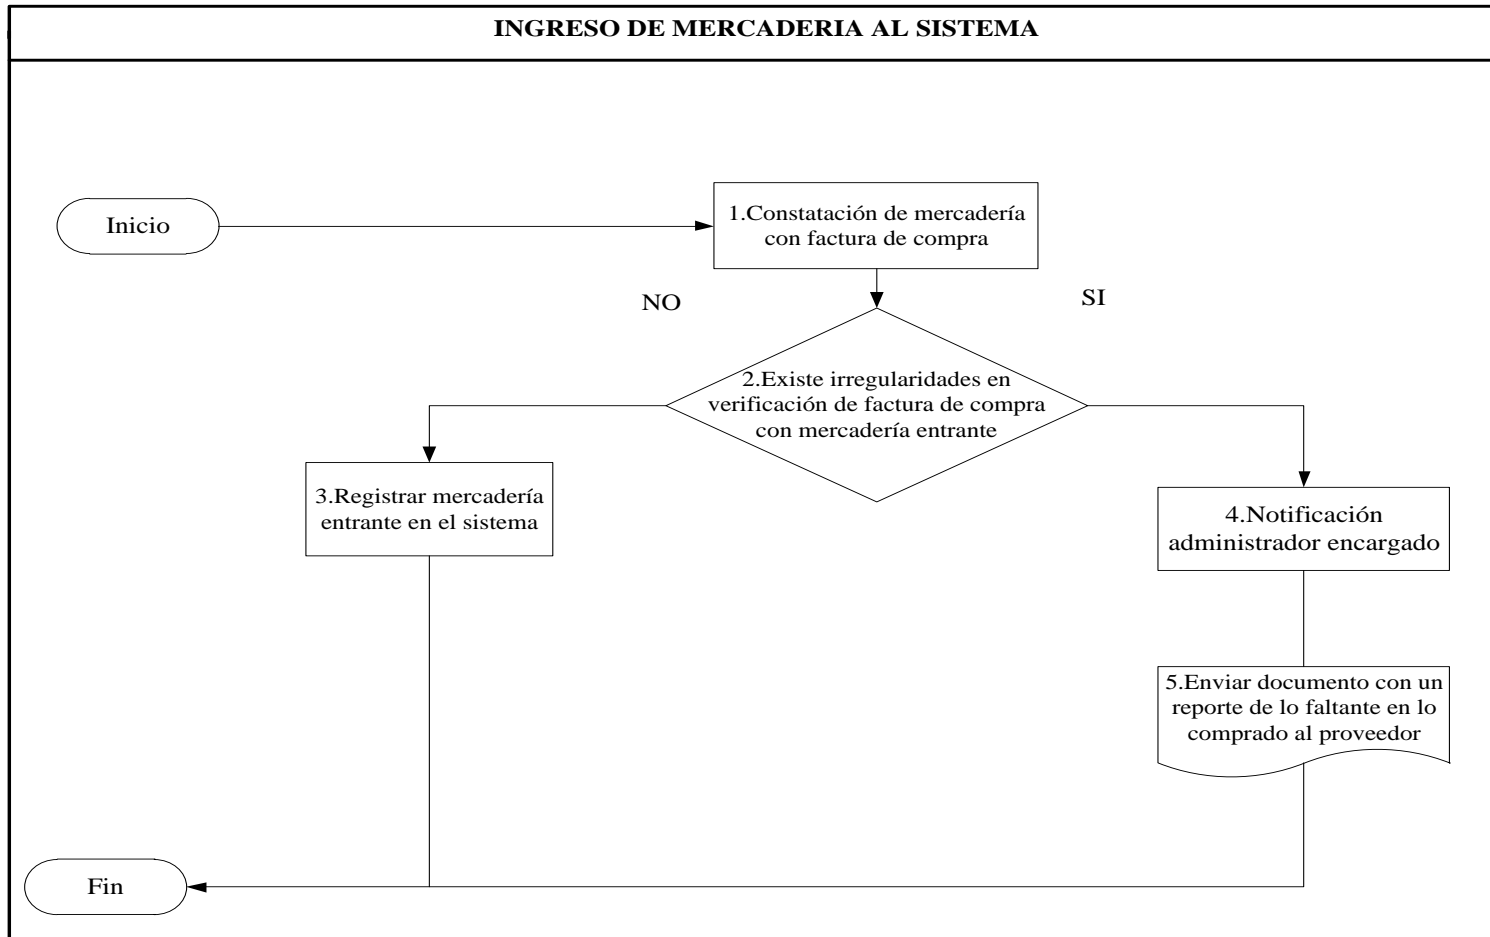 INGRESO DE MERCADERIA AL SISTEMA
Inicio
1.Constatación de mercadería
con factura de compra
NO
SI
2.Existe irregularidades en
verificación de factura de compra
con mercadería entrante
3.Registrar mercadería
entrante en el sistema
4.Notificación
administrador encargado
5.Enviar documento con un
reporte de lo faltante en lo
comprado al proveedor
Fin